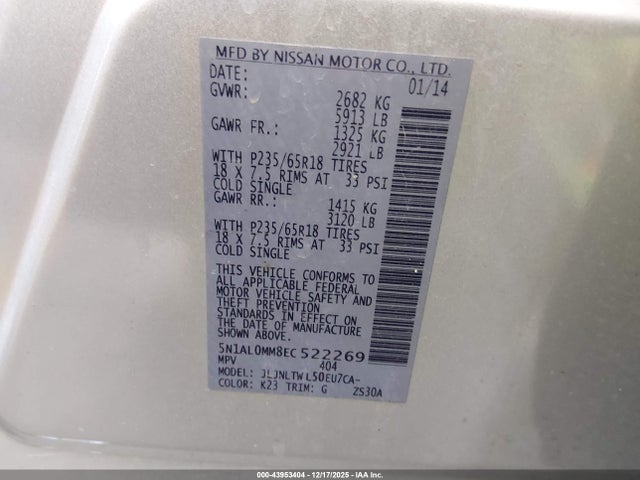 MFD BY NISSAN MOTOR CO., LTD.
DATE: 01/14
GVWR: 2682 KG
5913 LB
GAWR FR.: 1325 KG
2921 LB
WITH P235/65R18 TIRES
18 X 7.5 RIMS AT 33 PSI
COLD SINGLE
GAWR RR.: 1415 KG
3120 LB
WITH P235/65R18 TIRES
18 X 7.5 RIMS AT 33 PSI
COLD SINGLE
THIS VEHICLE CONFORMS TO
ALL APPLICABLE FEDERAL
MOTOR VEHICLE SAFETY AND
THEFT PREVENTION
STANDARDS IN EFFECT ON
THE DATE OF MANUFACTURE
SHOWN ABOVE.
5N1AL0MM8EC522269
MPV 404
MODEL:
COLOR: K23 TRIM: G ZS30A
000-43953404 - 12/17/2025 - IAA Inc.